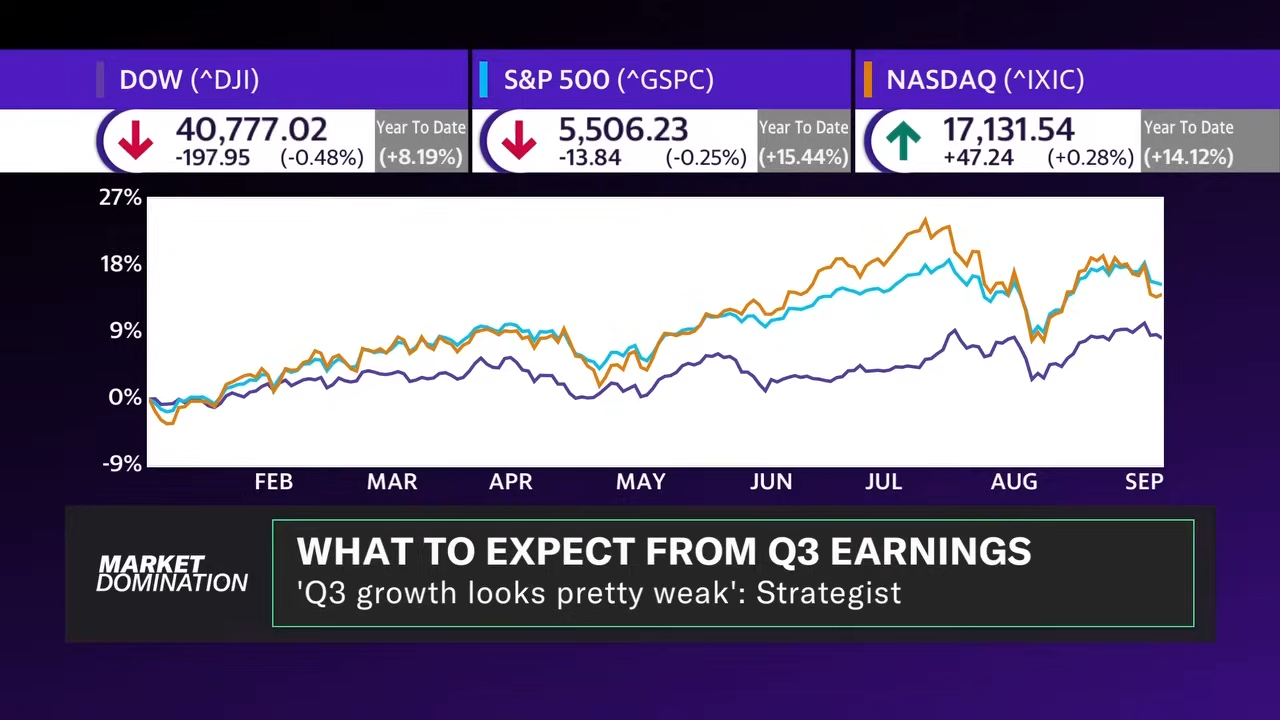 DOW (^DJI)
40,777.02
-197.95 (-0.48%)
Year To Date
(+8.19%)
S&P 500 (^GSPC)
5,506.23
-13.84 (-0.25%)
Year To Date
(+15.44%)
NASDAQ (^IXIC)
17,131.54
+47.24 (+0.28%)
Year To Date
(+14.12%)
27%
18%
9%
0%
-9%
FEB MAR APR MAY JUN JUL AUG SEP
MARKET
DOMINATION
WHAT TO EXPECT FROM Q3 EARNINGS
'Q3 growth looks pretty weak': Strategist